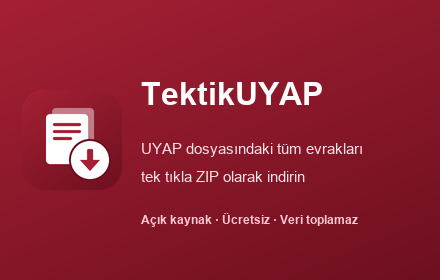 TektikUYAP
UYAP dosyasındaki tüm evrakları
tek tıkla ZIP olarak indirin
Açık kaynak · Ücretsiz · Veri toplamaz